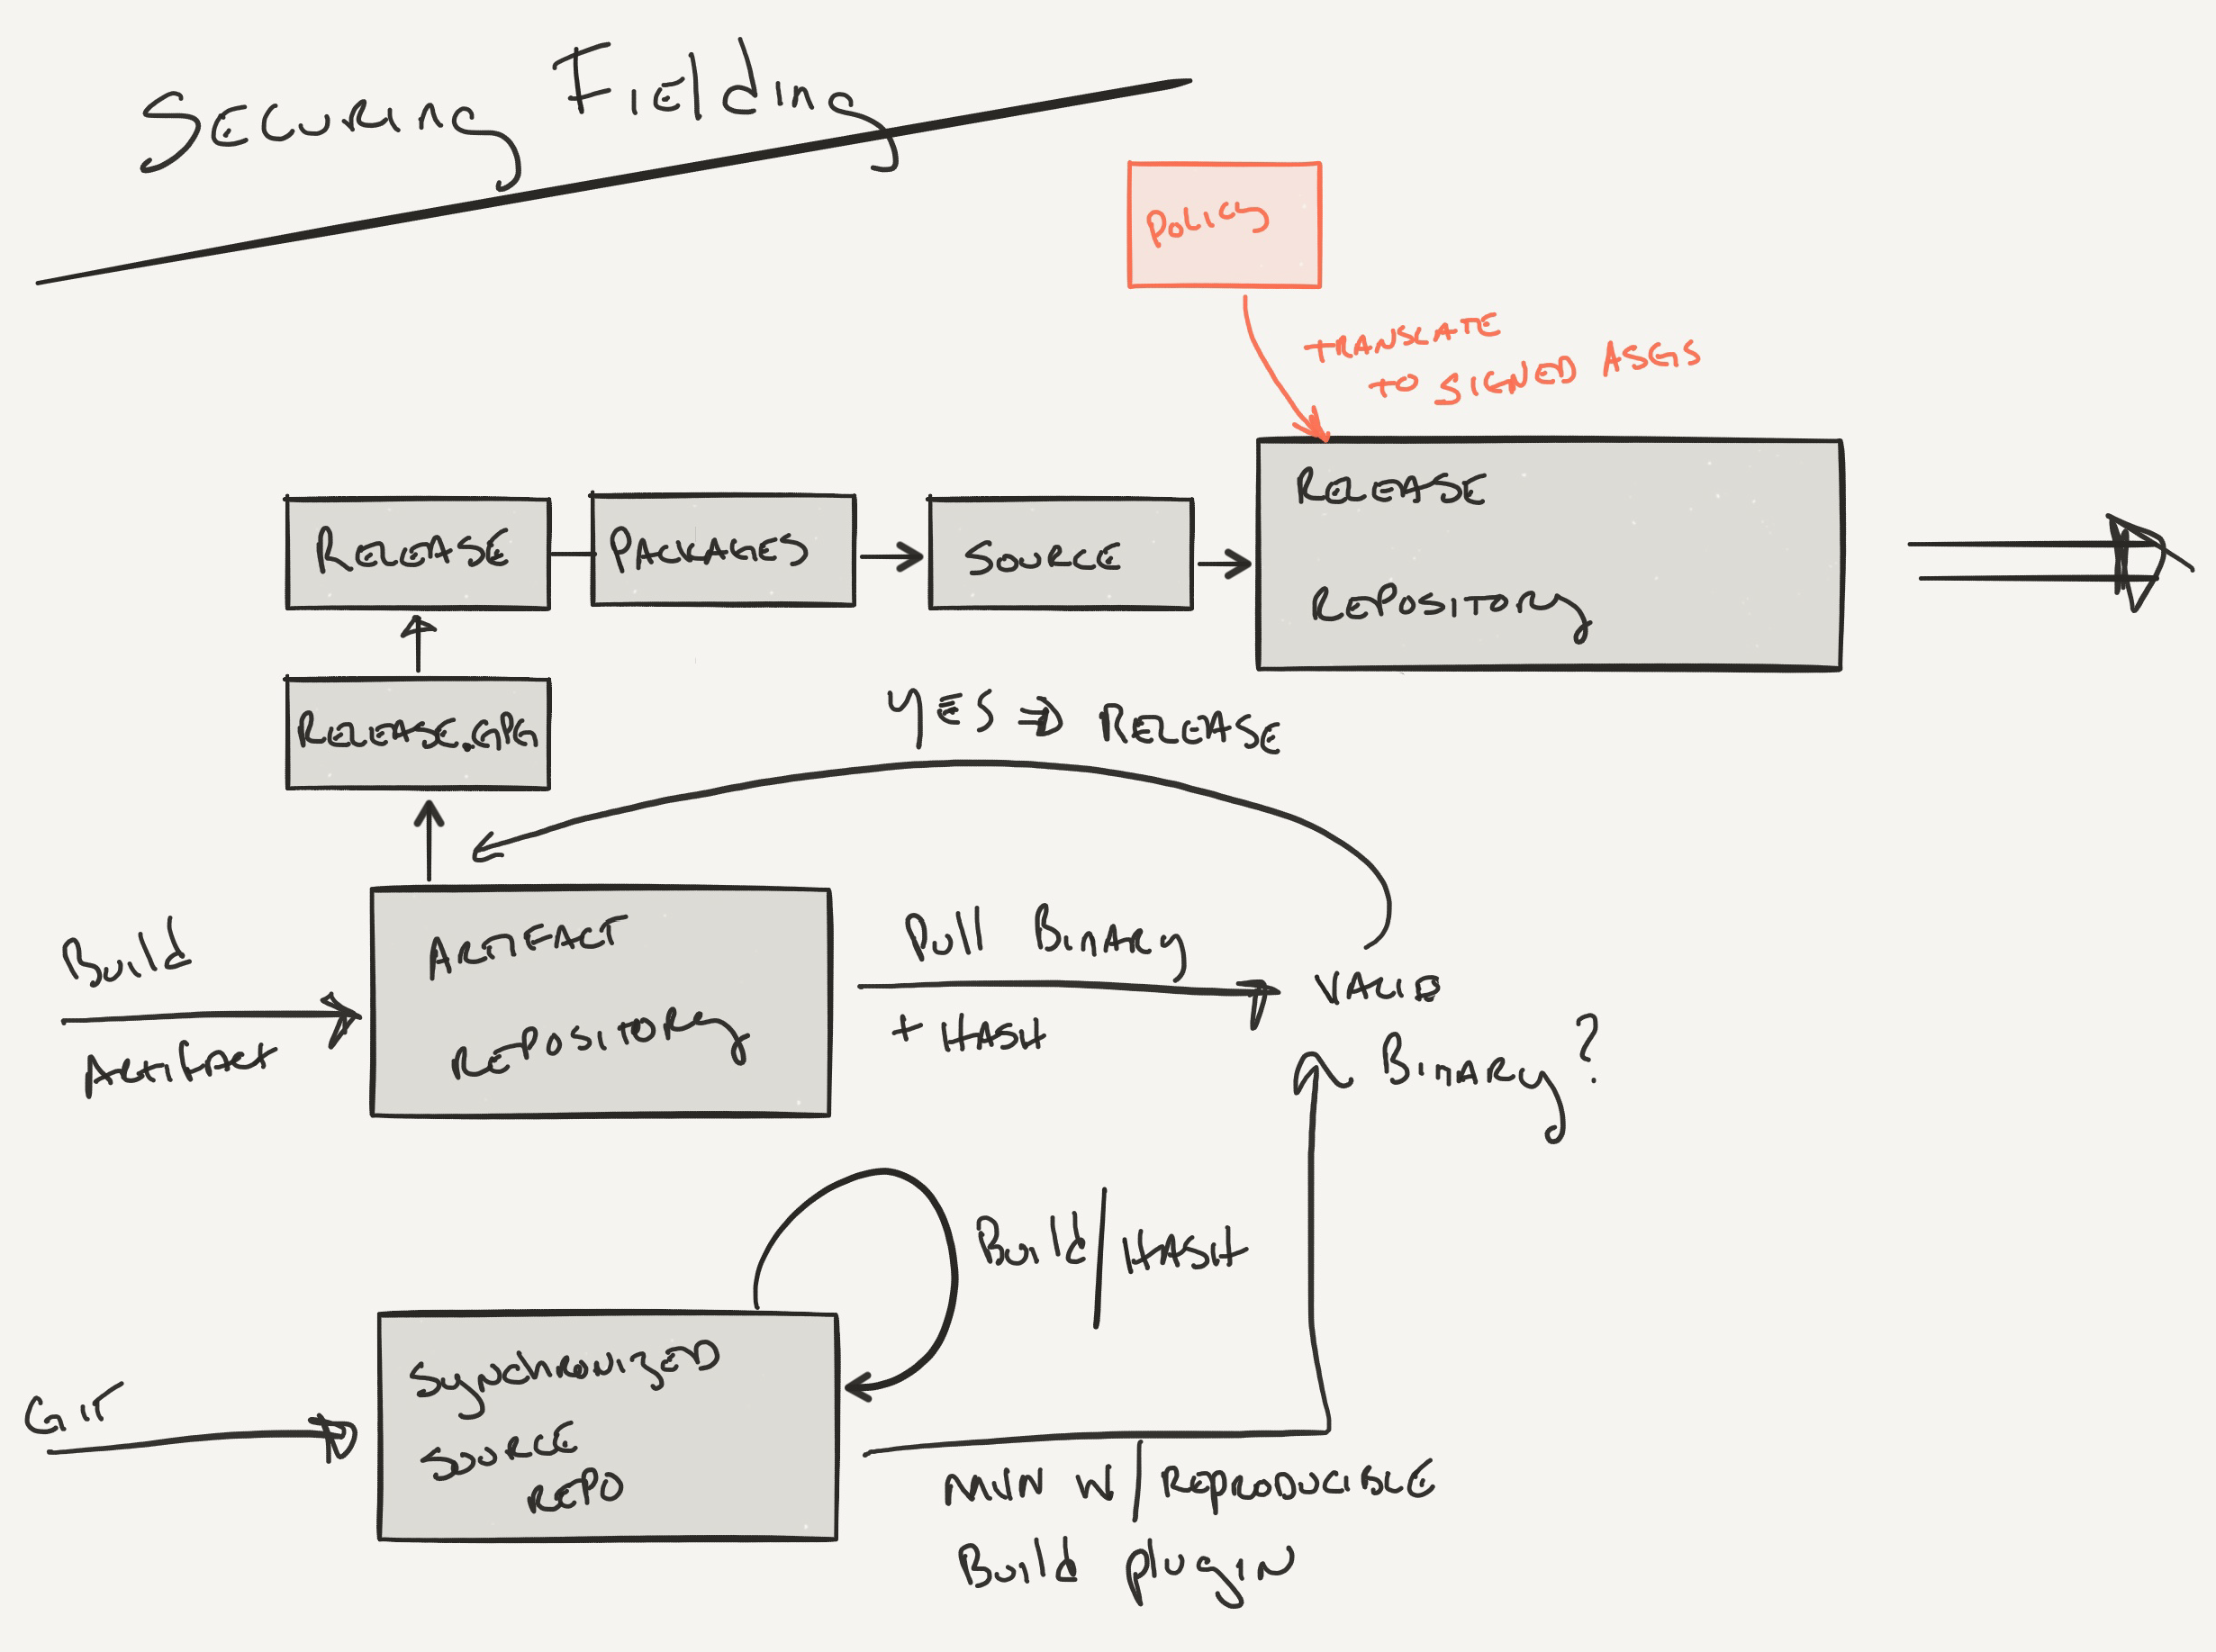 Securing Fielding
Policy
TRANSLATE
TO SIGNED ASGS
RELEASE
PACKAGES
SOURCE
RELEASE
REPOSITORY
RELEASE.GPG
YES ⇒ RELEASE
Build
Artifact
ARTIFACT
REPOSITORY
Pull Binary
+ HASH
VALID
Binary?
Build/HASH
GIT
Synchronized
SOURCE
REPO
MVN W/ REPRODUCIBLE
Build plugin